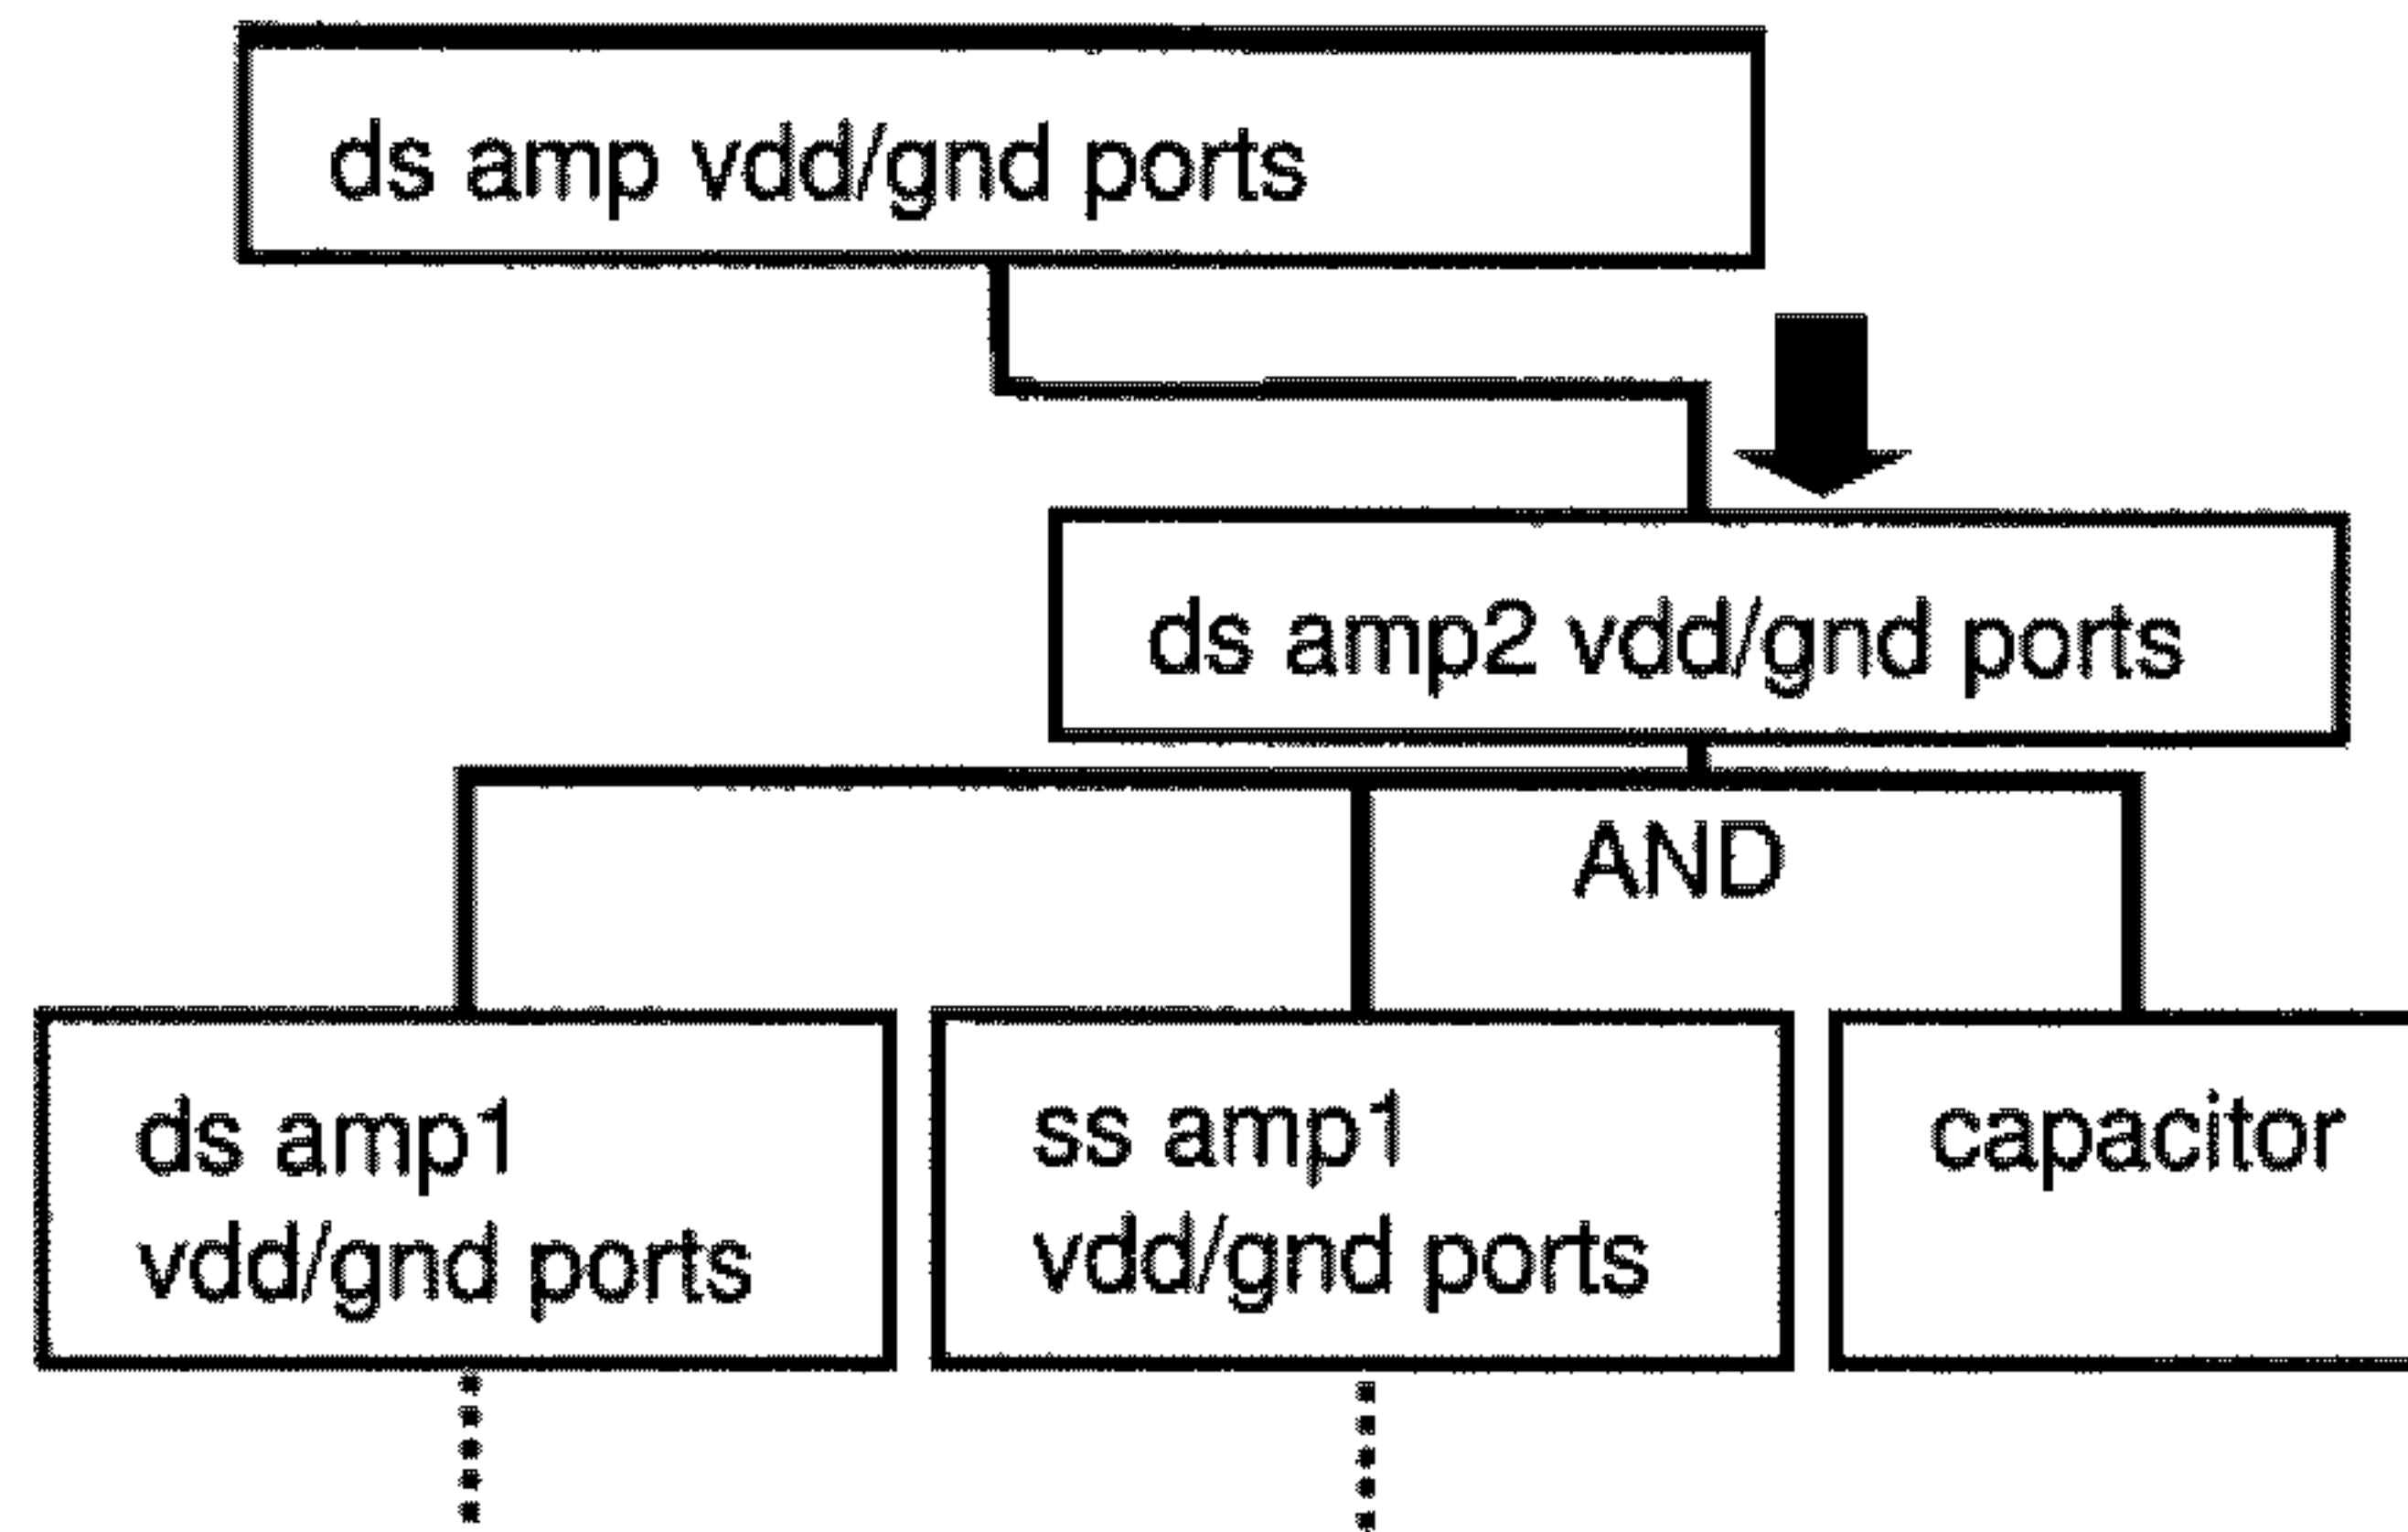 ds amp vdd/gnd ports
ds amp2 vdd/gnd ports
AND
ds amp1
vdd/gnd ports
ss amp1
vdd/gnd ports
capacitor